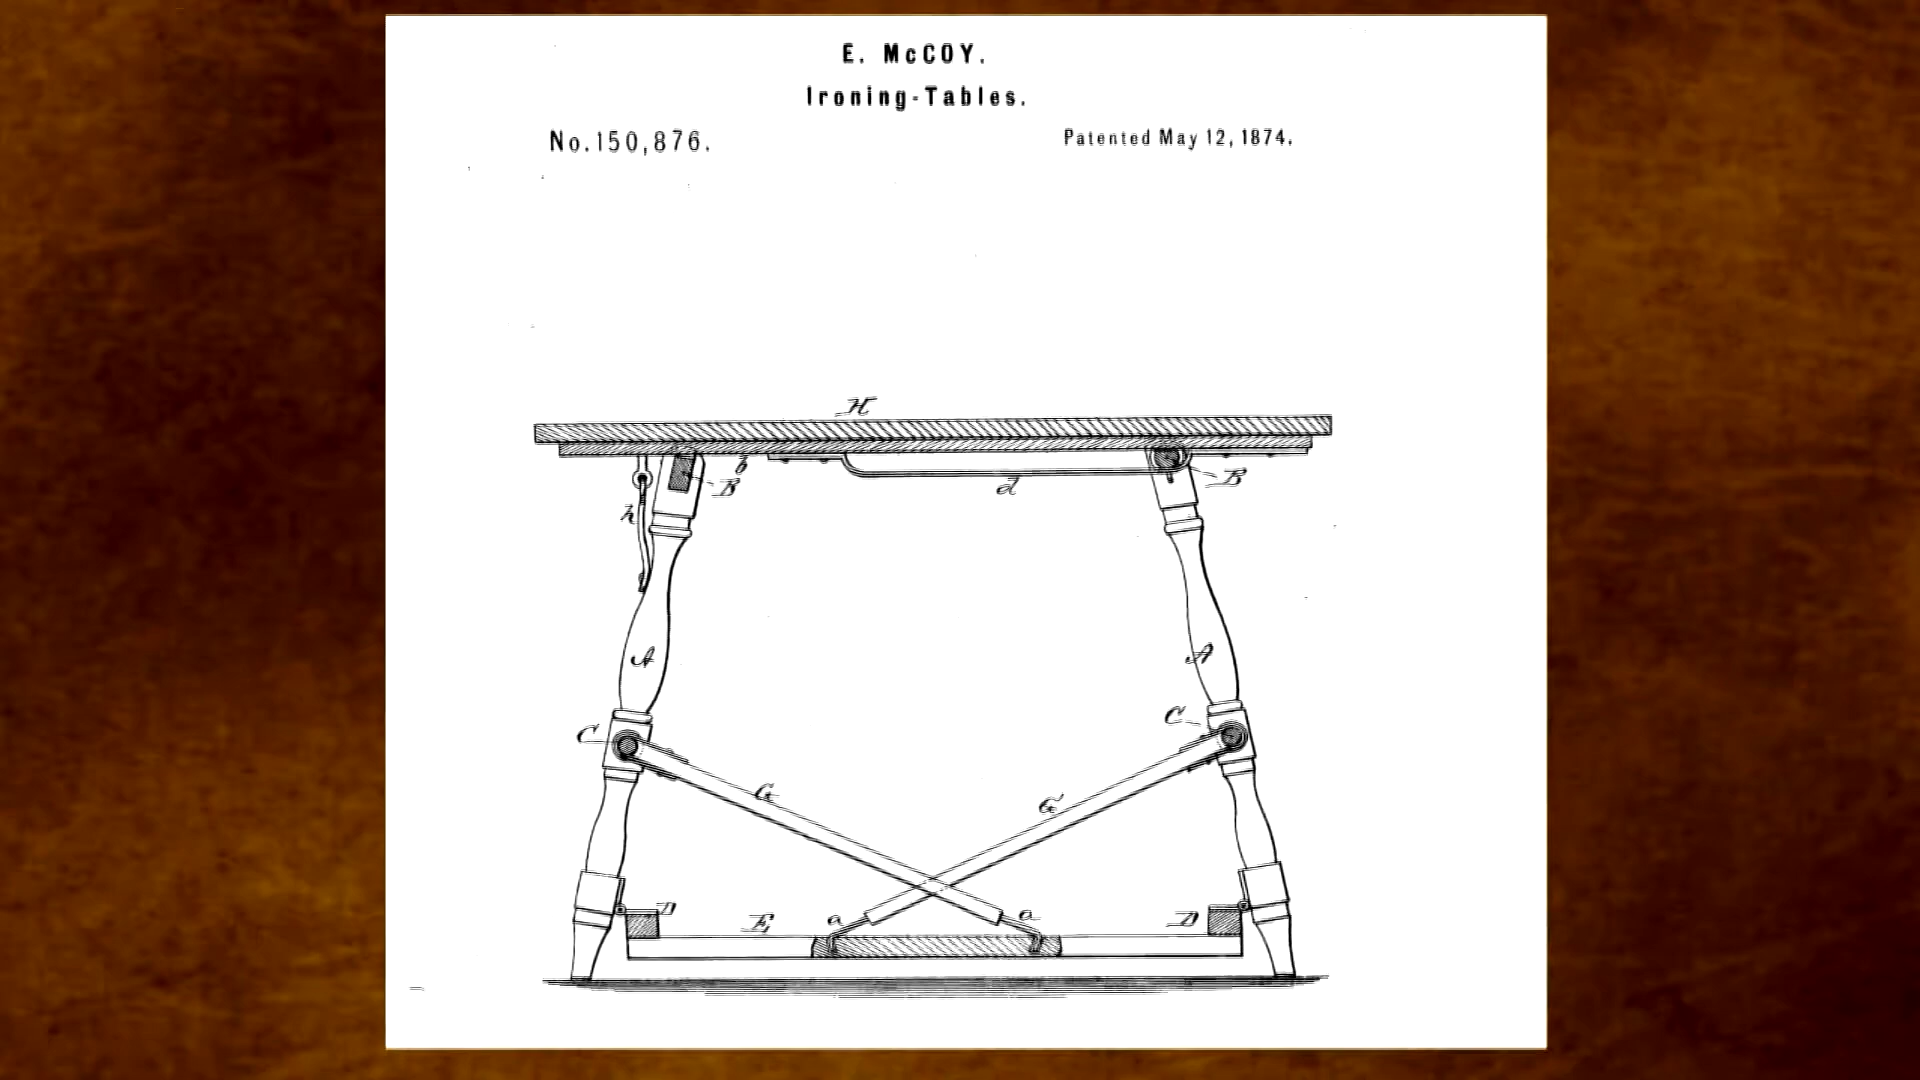 E. McCOY.
Ironing-Tables.
No. 150,876.
Patented May 12, 1874.
H
b
B
d
B
h
A
A
C
C
G
G'
D
E
a
a
D